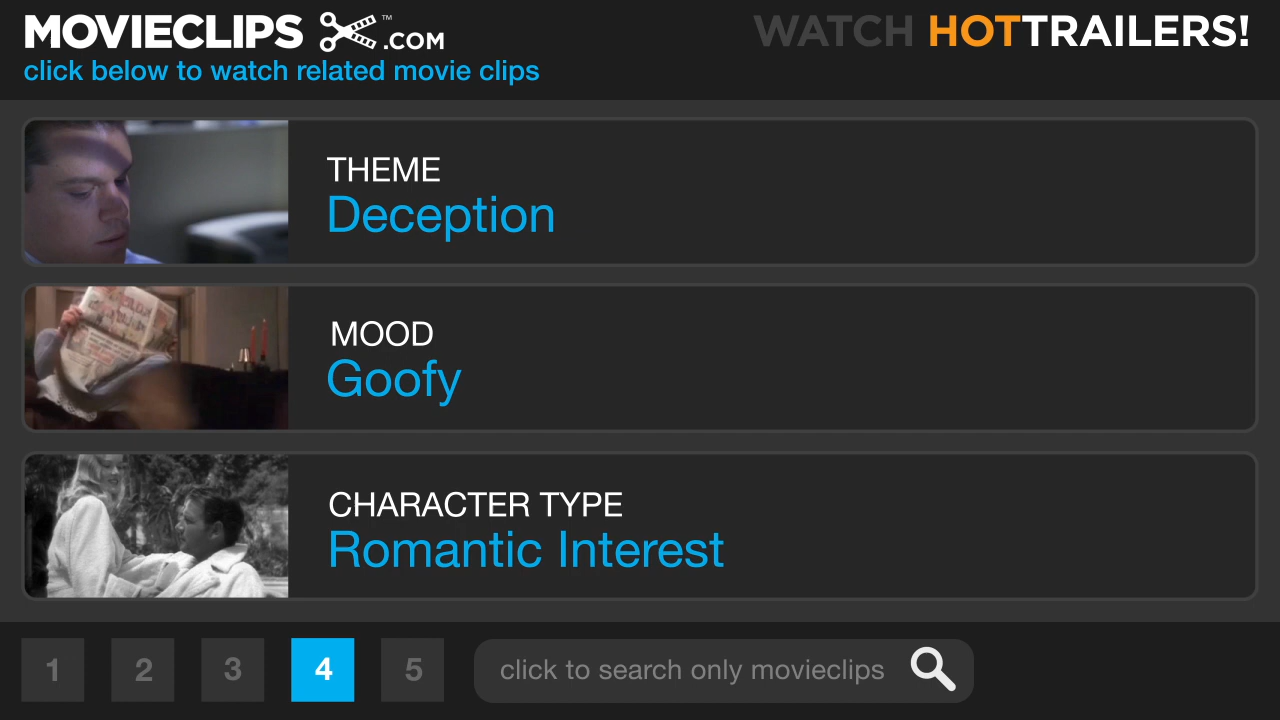 MOVIECLIPS ™ .COM
WATCH HOTTRAILERS!
click below to watch related movie clips
THEME
Deception
MOOD
Goofy
CHARACTER TYPE
Romantic Interest
1 2 3 4 5
click to search only movieclips